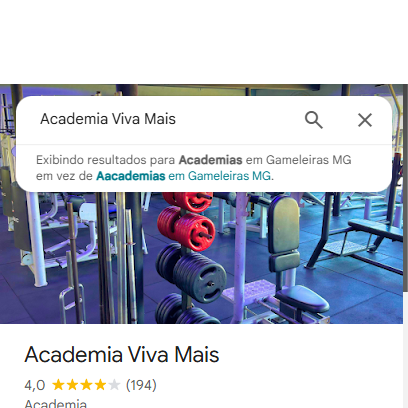 Academia Viva Mais
Exibindo resultados para Academias em Gameleiras MG
em vez de Aacademias em Gameleiras MG.
Academia Viva Mais
4,0 (194)
Academia